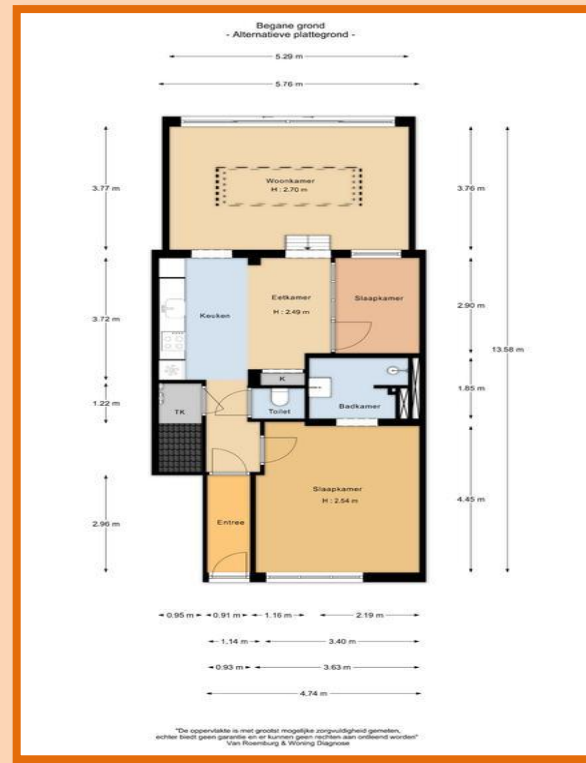 Begane grond
- Alternatieve plattegrond -
5.29 m
5.76 m
3.77 m
Woonkamer
H : 2.70 m
3.76 m
3.72 m
Keuken
Eetkamer
H : 2.49 m
Slaapkamer
2.90 m
13.58 m
K
1.22 m
TK
Toilet
Badkamer
1.85 m
2.96 m
Entree
Slaapkamer
H : 2.54 m
4.45 m
0.95 m
0.91 m
1.16 m
2.19 m
1.14 m
3.40 m
0.93 m
3.63 m
4.74 m
"De oppervlakte is met grootst mogelijke zorgvuldigheid gemeten,
echter biedt geen garantie en er kunnen geen rechten aan ontleend worden"
Van Roemburg & Woning Diagnose